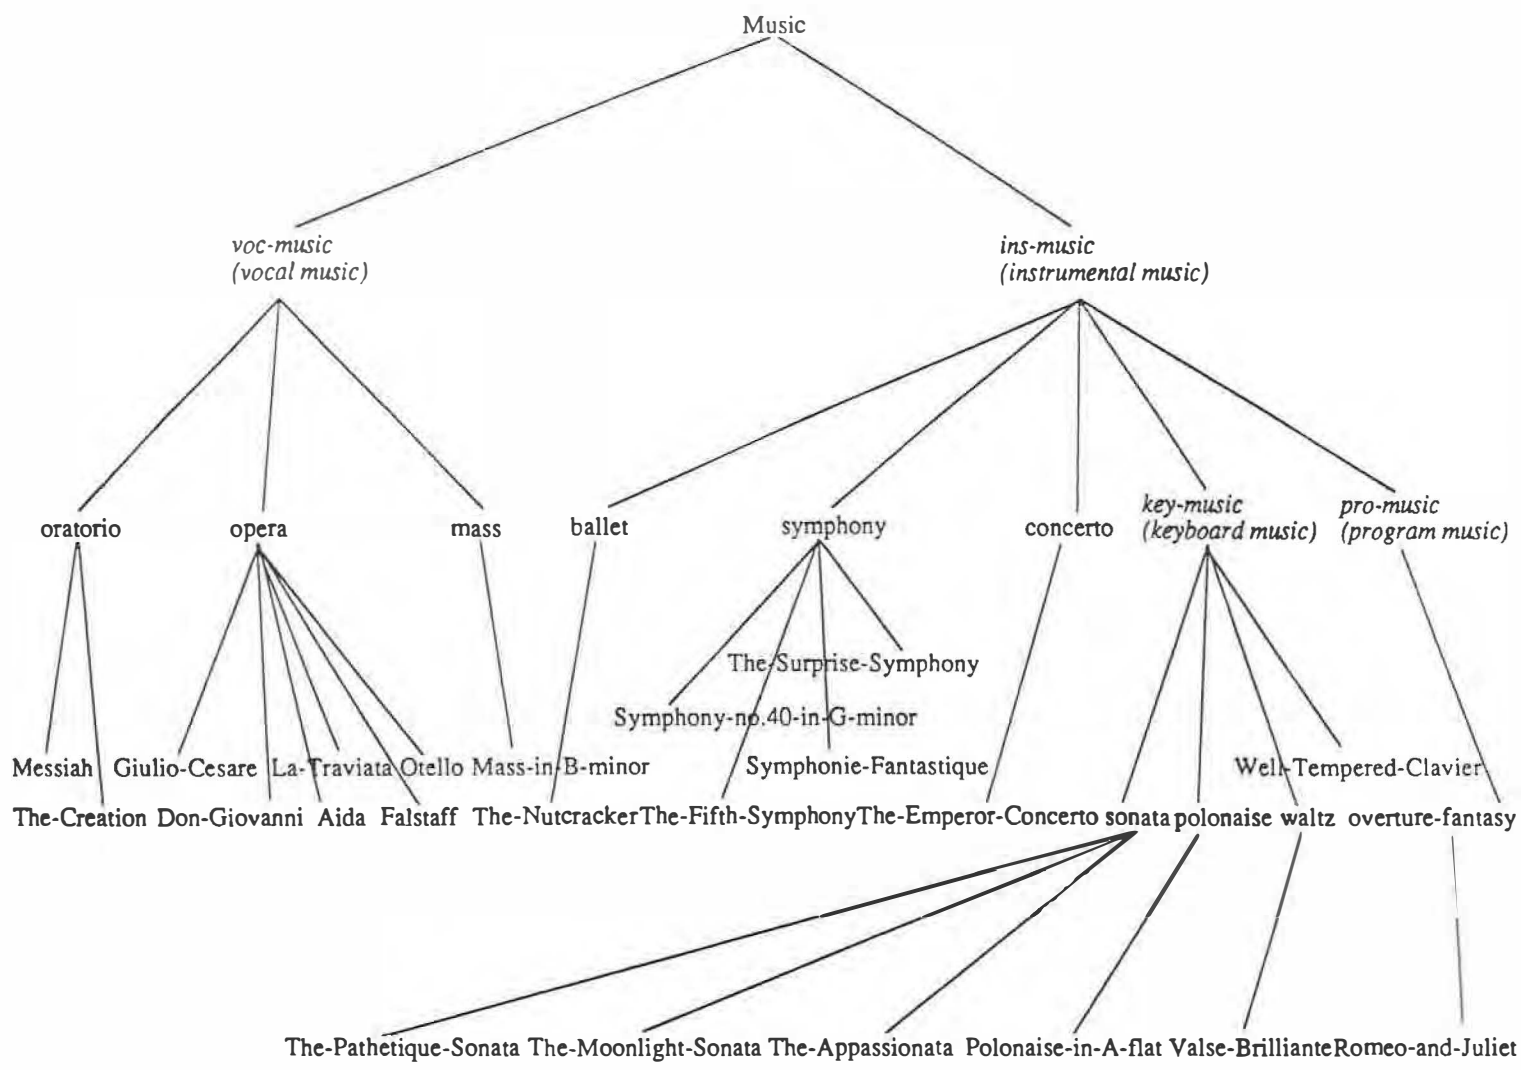 Music
voc-music
(vocal music)
ins-music
(instrumental music)
oratorio opera mass ballet symphony concerto
key-music
(keyboard music)
pro-music
(program music)
The-Surprise-Symphony
Symphony-no.40-in-G-minor
Messiah Giulio-Cesare La-Traviata Otello Mass-in-B-minor Symphonie-Fantastique Well-Tempered-Clavier
The-Creation Don-Giovanni Aida Falstaff The-Nutcracker The-Fifth-Symphony The-Emperor-Concerto sonata polonaise waltz overture-fantasy
The-Pathetique-Sonata The-Moonlight-Sonata The-Appassionata Polonaise-in-A-flat Valse-Brilliante Romeo-and-Juliet